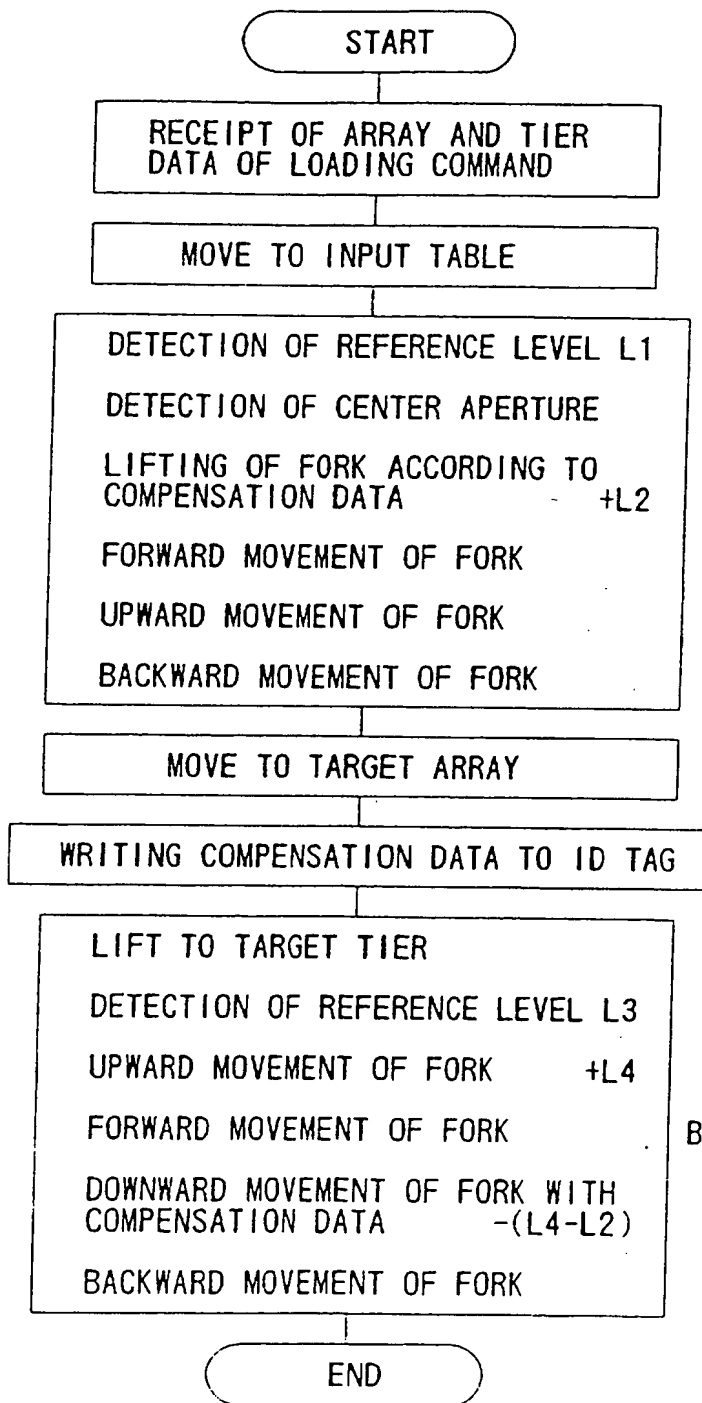 START
RECEIPT OF ARRAY AND TIER
DATA OF LOADING COMMAND
MOVE TO INPUT TABLE
DETECTION OF REFERENCE LEVEL L1
DETECTION OF CENTER APERTURE
LIFTING OF FORK ACCORDING TO
COMPENSATION DATA +L2
FORWARD MOVEMENT OF FORK
UPWARD MOVEMENT OF FORK
BACKWARD MOVEMENT OF FORK
MOVE TO TARGET ARRAY
WRITING COMPENSATION DATA TO ID TAG
LIFT TO TARGET TIER
DETECTION OF REFERENCE LEVEL L3
UPWARD MOVEMENT OF FORK +L4
FORWARD MOVEMENT OF FORK B
DOWNWARD MOVEMENT OF FORK WITH
COMPENSATION DATA -(L4-L2)
BACKWARD MOVEMENT OF FORK
END